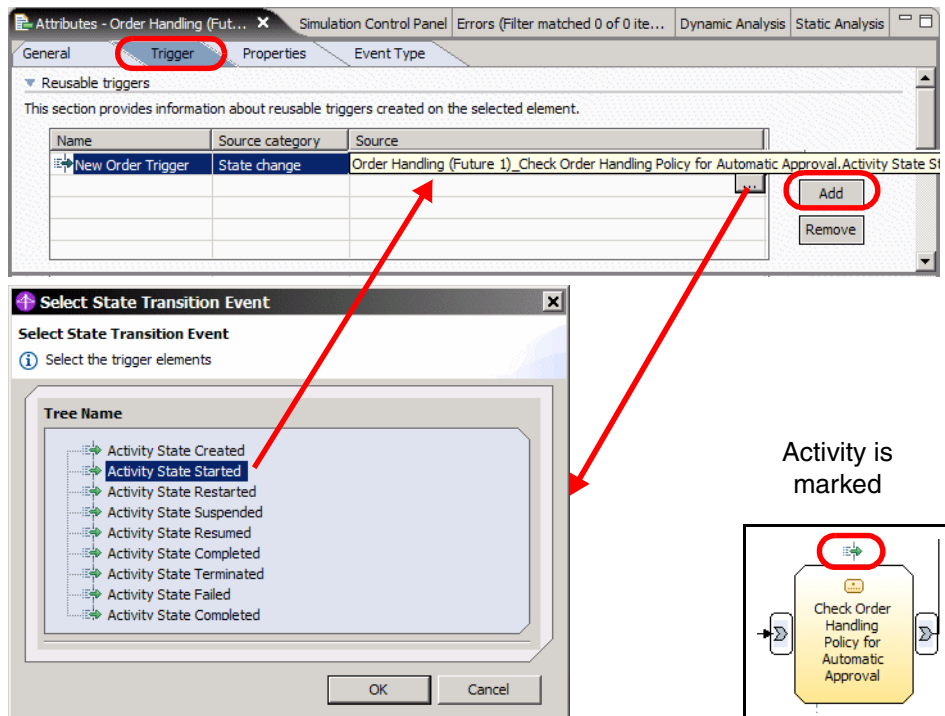 Attributes - Order Handling (Fut... Simulation Control Panel Errors (Filter matched 0 of 0 ite... Dynamic Analysis Static Analysis
General Trigger Properties Event Type
Reusable triggers
This section provides information about reusable triggers created on the selected element.
Name Source category Source
New Order Trigger State change Order Handling (Future 1)_Check Order Handling Policy for Automatic Approval.Activity State St
...
Add
Remove
Select State Transition Event
Select State Transition Event
Select the trigger elements
Tree Name
Activity State Created
Activity State Started
Activity State Restarted
Activity State Suspended
Activity State Resumed
Activity State Completed
Activity State Terminated
Activity State Failed
Activity State Completed
OK Cancel
Activity is
marked
Check Order
Handling
Policy for
Automatic
Approval